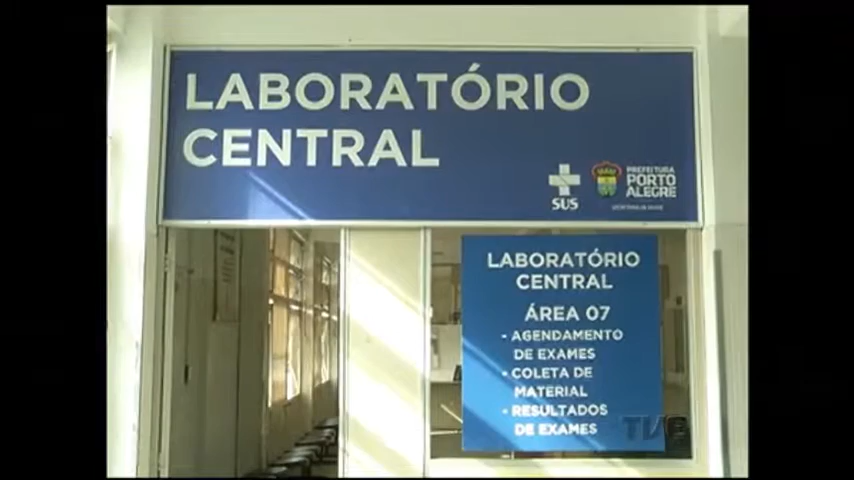 LABORATÓRIO
CENTRAL
SUS
PREFEITURA
PORTO
ALEGRE
LABORATÓRIO
CENTRAL
ÁREA 07
- AGENDAMENTO
DE EXAMES
- COLETA DE
MATERIAL
- RESULTADOS
DE EXAMES